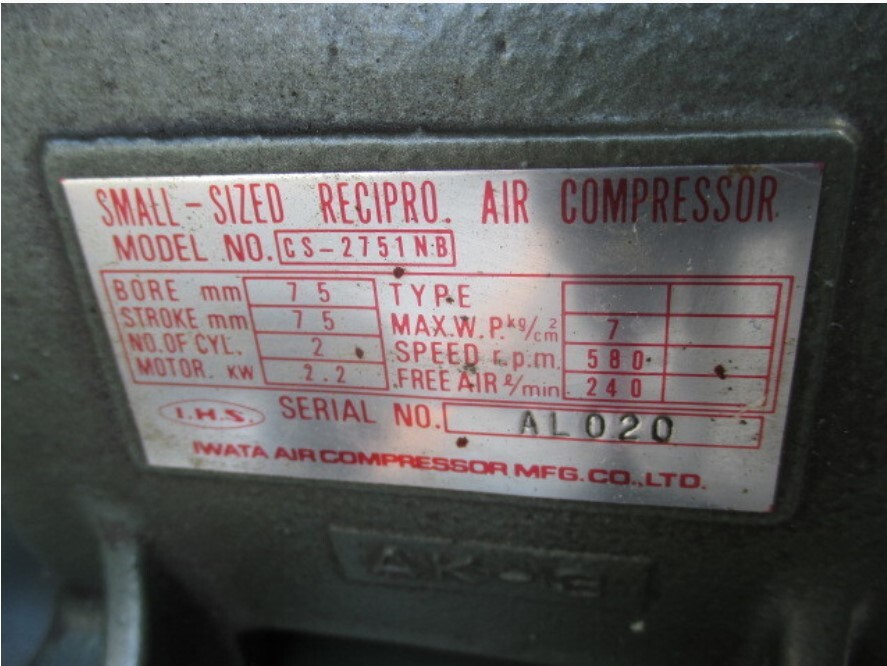 SMALL-SIZED RECIPRO. AIR COMPRESSOR
MODEL NO. CS-2751NB
BORE mm 75 TYPE
STROKE mm 75 MAX.W.P. kg/cm² 7
NO.OF CYL. 2 SPEED r.p.m. 580
MOTOR. KW 2.2 FREE AIR ℓ/min 240
I.H.S. SERIAL NO. AL020
IWATA AIR COMPRESSOR MFG.CO.,LTD.